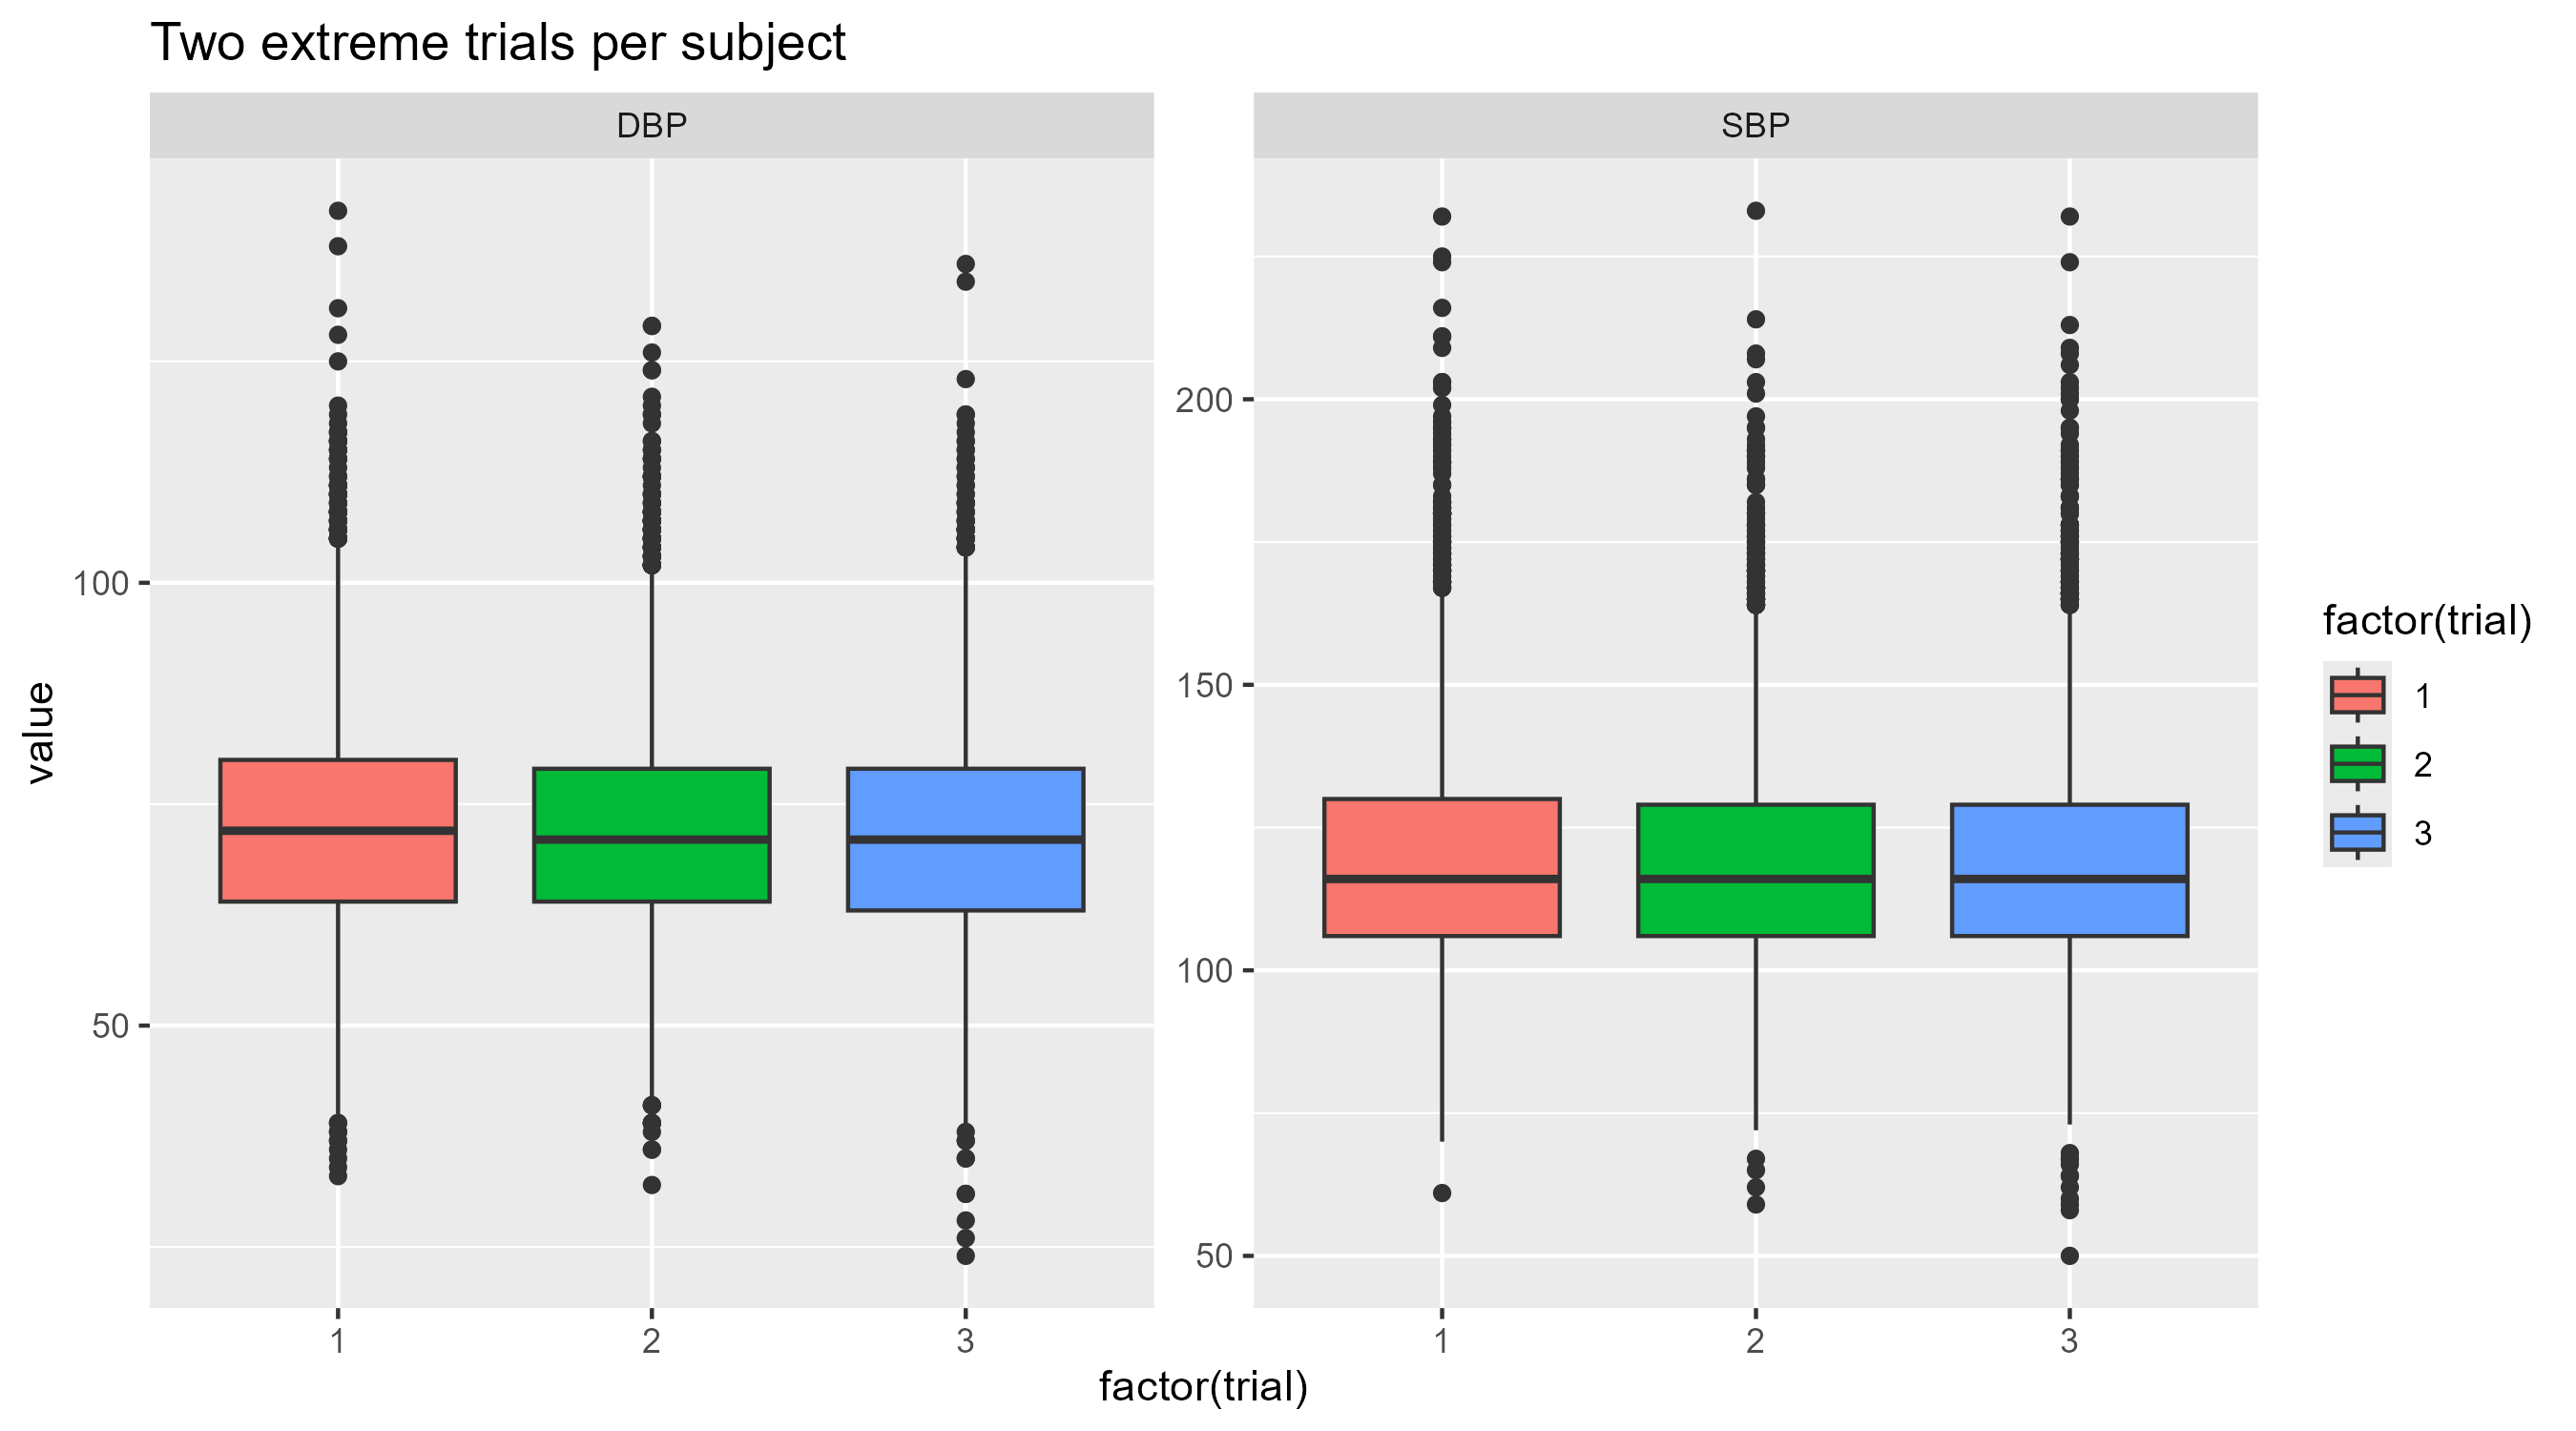 Two extreme trials per subject
DBP
SBP
value
100
50
200
150
100
50
1
2
3
1
2
3
factor(trial)
factor(trial)
1
2
3